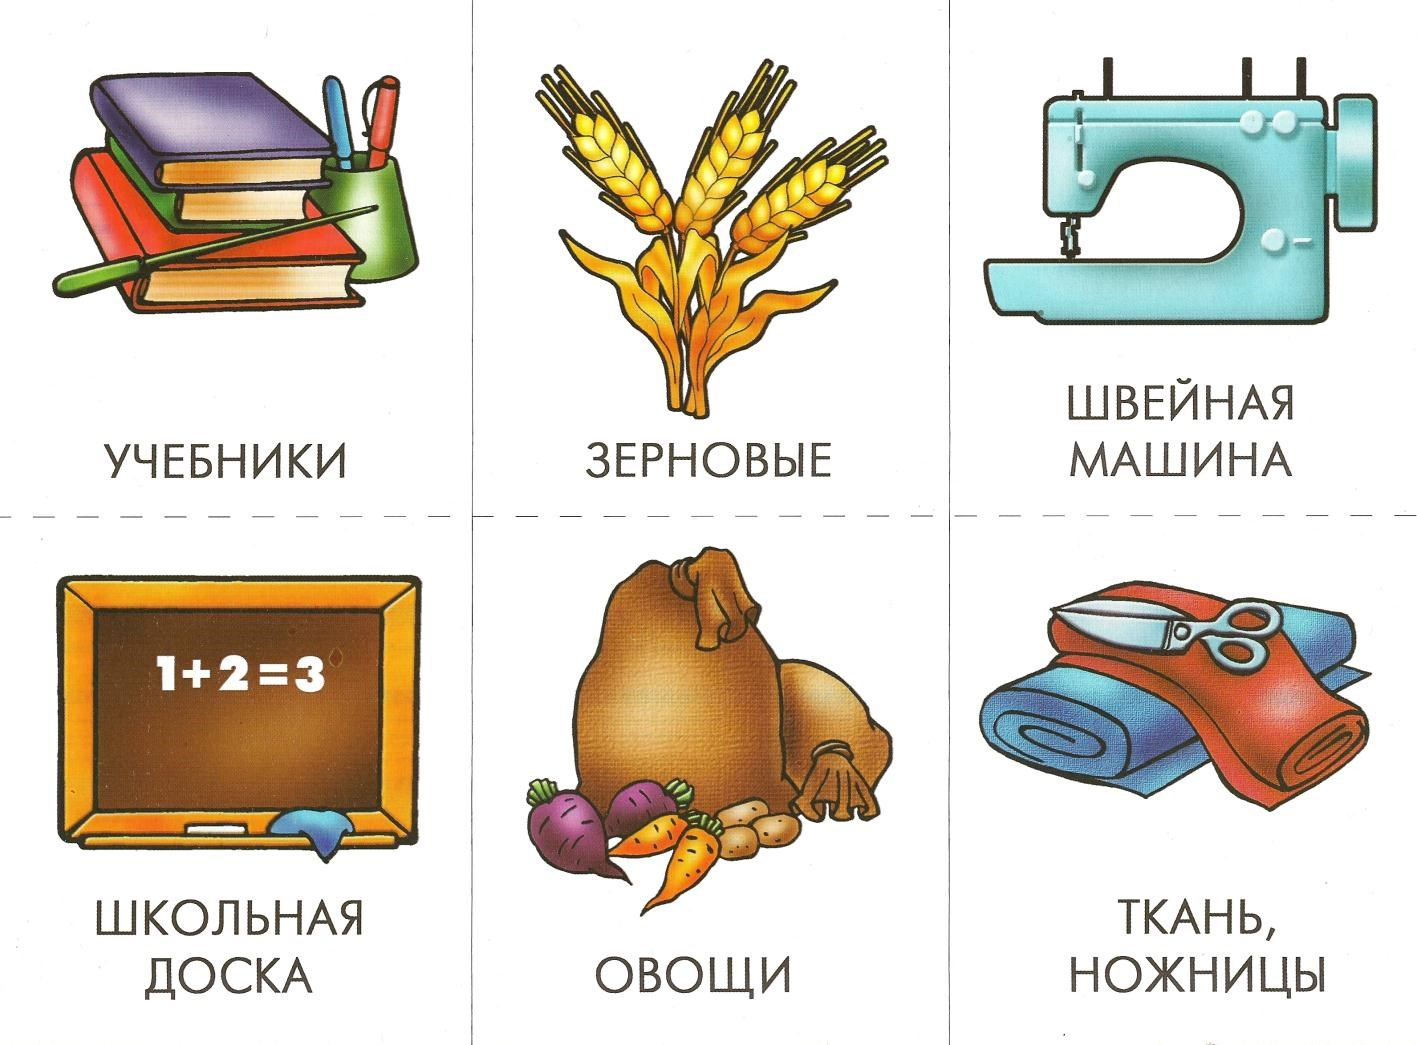 УЧЕБНИКИ
ЗЕРНОВЫЕ
ШВЕЙНАЯ
МАШИНА
1+2=3
ШКОЛЬНАЯ
ДОСКА
ОВОЩИ
ТКАНЬ,
НОЖНИЦЫ